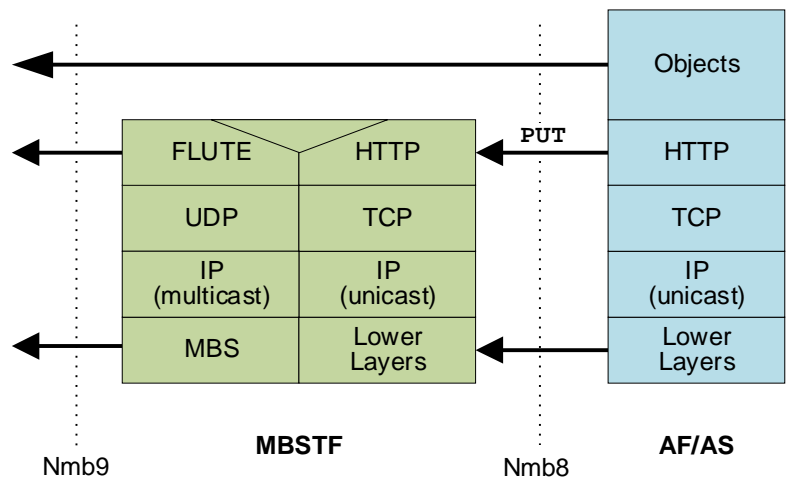 Objects
PUT
FLUTE
HTTP
HTTP
UDP
TCP
TCP
IP
(multicast)
IP
(unicast)
IP
(unicast)
MBS
Lower
Layers
Lower
Layers
MBSTF
AF/AS
Nmb9
Nmb8